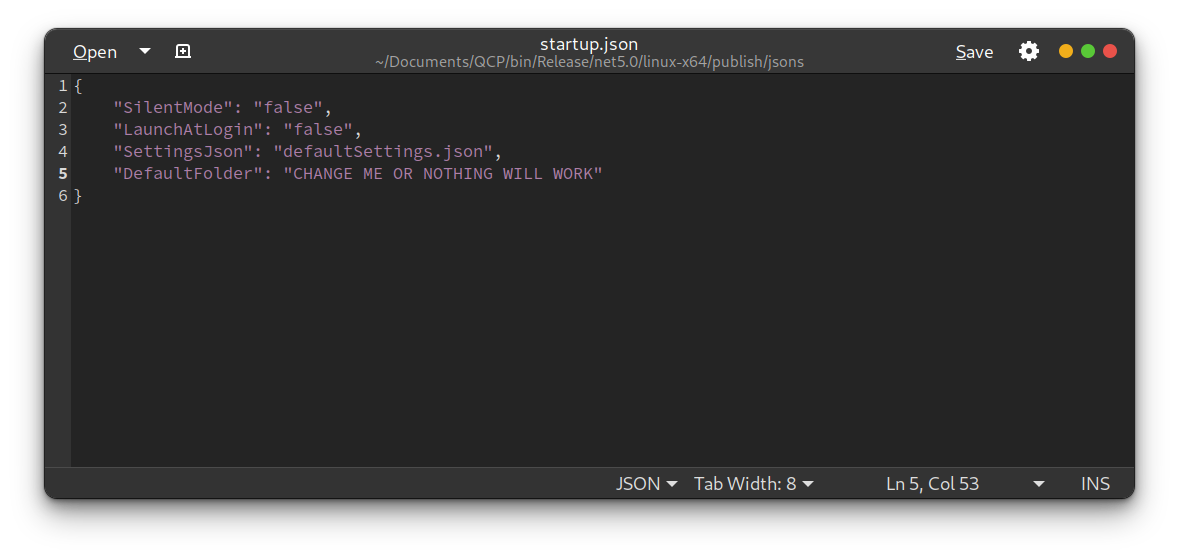 Open
startup.json
~/Documents/QCP/bin/Release/net5.0/linux-x64/publish/jsons
Save
1 {
2     "SilentMode": "false",
3     "LaunchAtLogin": "false",
4     "SettingsJson": "defaultSettings.json",
5     "DefaultFolder": "CHANGE ME OR NOTHING WILL WORK"
6 }
JSON Tab Width: 8 Ln 5, Col 53 INS